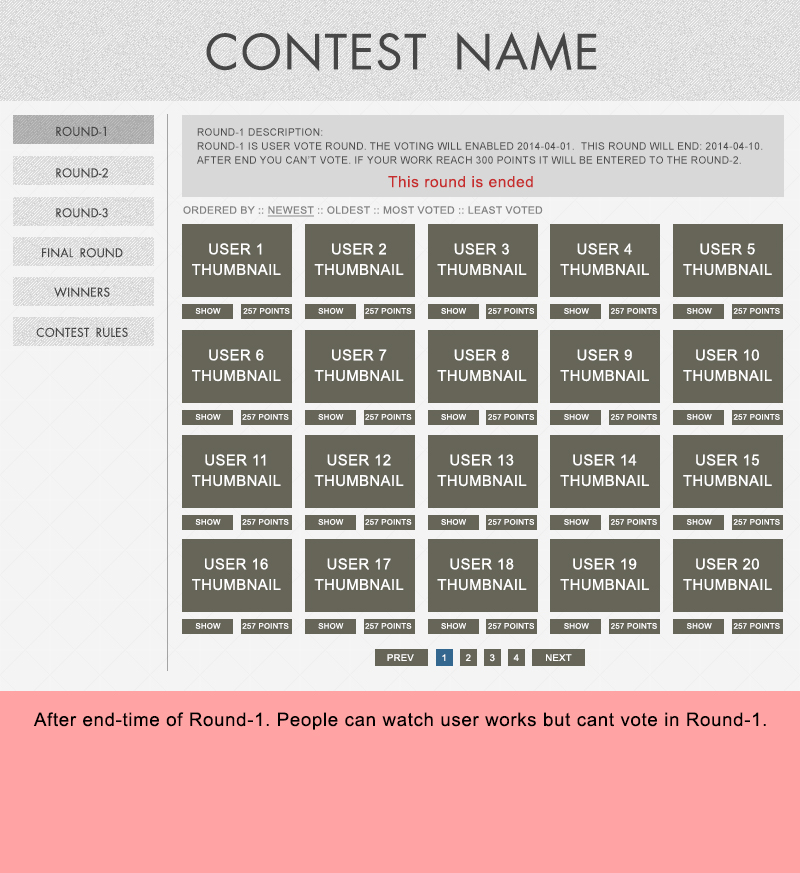 CONTEST NAME
ROUND-1
ROUND-2
ROUND-3
FINAL ROUND
WINNERS
CONTEST RULES
ROUND-1 DESCRIPTION:
ROUND-1 IS USER VOTE ROUND. THE VOTING WILL ENABLED 2014-04-01. THIS ROUND WILL END: 2014-04-10.
AFTER END YOU CAN'T VOTE. IF YOUR WORK REACH 300 POINTS IT WILL BE ENTERED TO THE ROUND-2.
This round is ended
ORDERED BY :: NEWEST :: OLDEST :: MOST VOTED :: LEAST VOTED
USER 1 USER 2 USER 3 USER 4 USER 5
THUMBNAIL THUMBNAIL THUMBNAIL THUMBNAIL THUMBNAIL
SHOW 257 POINTS SHOW 257 POINTS SHOW 257 POINTS SHOW 257 POINTS SHOW 257 POINTS
USER 6 USER 7 USER 8 USER 9 USER 10
THUMBNAIL THUMBNAIL THUMBNAIL THUMBNAIL THUMBNAIL
SHOW 257 POINTS SHOW 257 POINTS SHOW 257 POINTS SHOW 257 POINTS SHOW 257 POINTS
USER 11 USER 12 USER 13 USER 14 USER 15
THUMBNAIL THUMBNAIL THUMBNAIL THUMBNAIL THUMBNAIL
SHOW 257 POINTS SHOW 257 POINTS SHOW 257 POINTS SHOW 257 POINTS SHOW 257 POINTS
USER 16 USER 17 USER 18 USER 19 USER 20
THUMBNAIL THUMBNAIL THUMBNAIL THUMBNAIL THUMBNAIL
SHOW 257 POINTS SHOW 257 POINTS SHOW 257 POINTS SHOW 257 POINTS SHOW 257 POINTS
PREV 1 2 3 4 NEXT
After end-time of Round-1. People can watch user works but cant vote in Round-1.